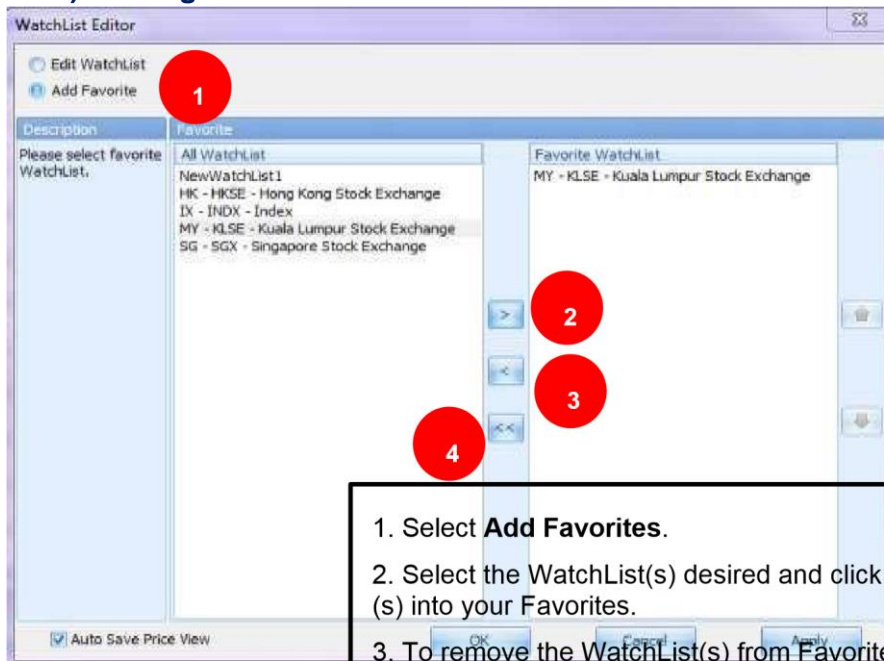 WatchList Editor
Edit WatchList
Add Favorite
1
Description
Favorite
Please select favorite
WatchList.
All WatchList
NewWatchList1
HK - HKSE - Hong Kong Stock Exchange
IX - INDX - Index
MY - KLSE - Kuala Lumpur Stock Exchange
SG - SGX - Singapore Stock Exchange
Favorite WatchList
MY - KLSE - Kuala Lumpur Stock Exchange
>
2
<
3
<<
4
1. Select Add Favorites.
2. Select the WatchList(s) desired and click
(s) into your Favorites.
3. To remove the WatchList(s) from Favorite
Auto Save Price View
OK
Cancel
Apply